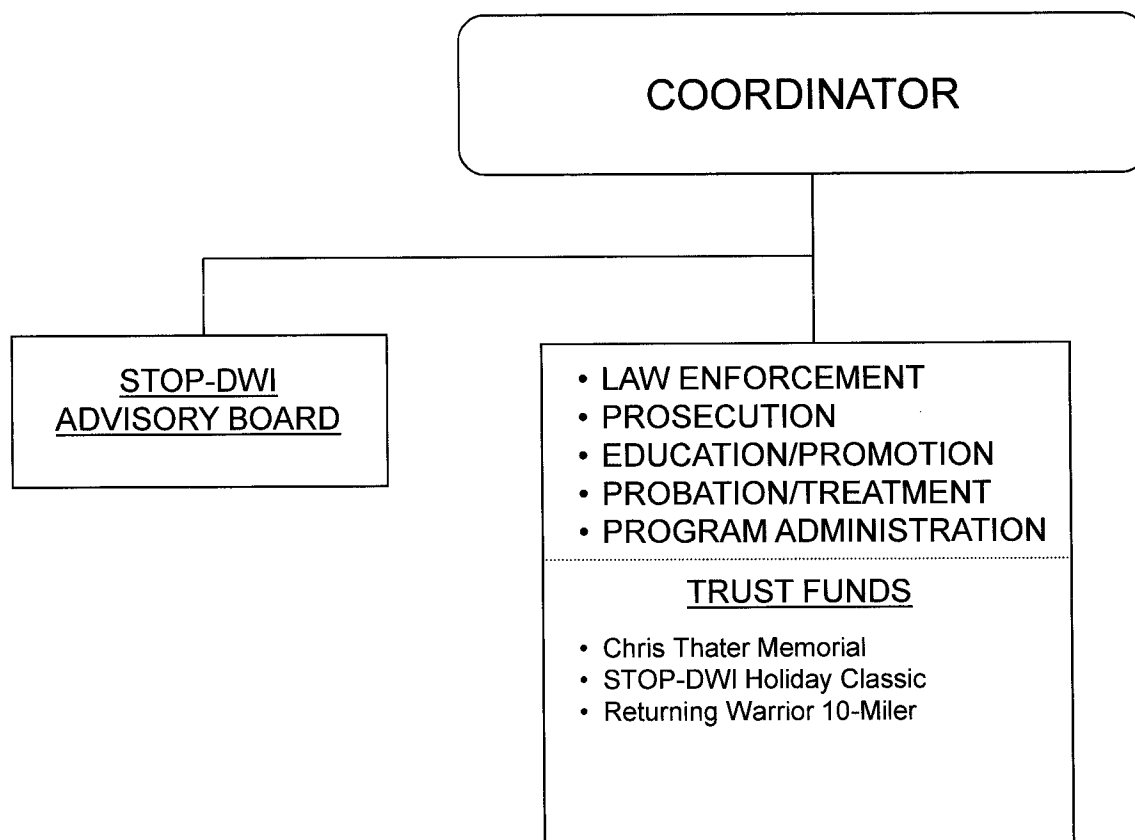 COORDINATOR
STOP-DWI
ADVISORY BOARD
• LAW ENFORCEMENT
• PROSECUTION
• EDUCATION/PROMOTION
• PROBATION/TREATMENT
• PROGRAM ADMINISTRATION
TRUST FUNDS
• Chris Thater Memorial
• STOP-DWI Holiday Classic
• Returning Warrior 10-Miler